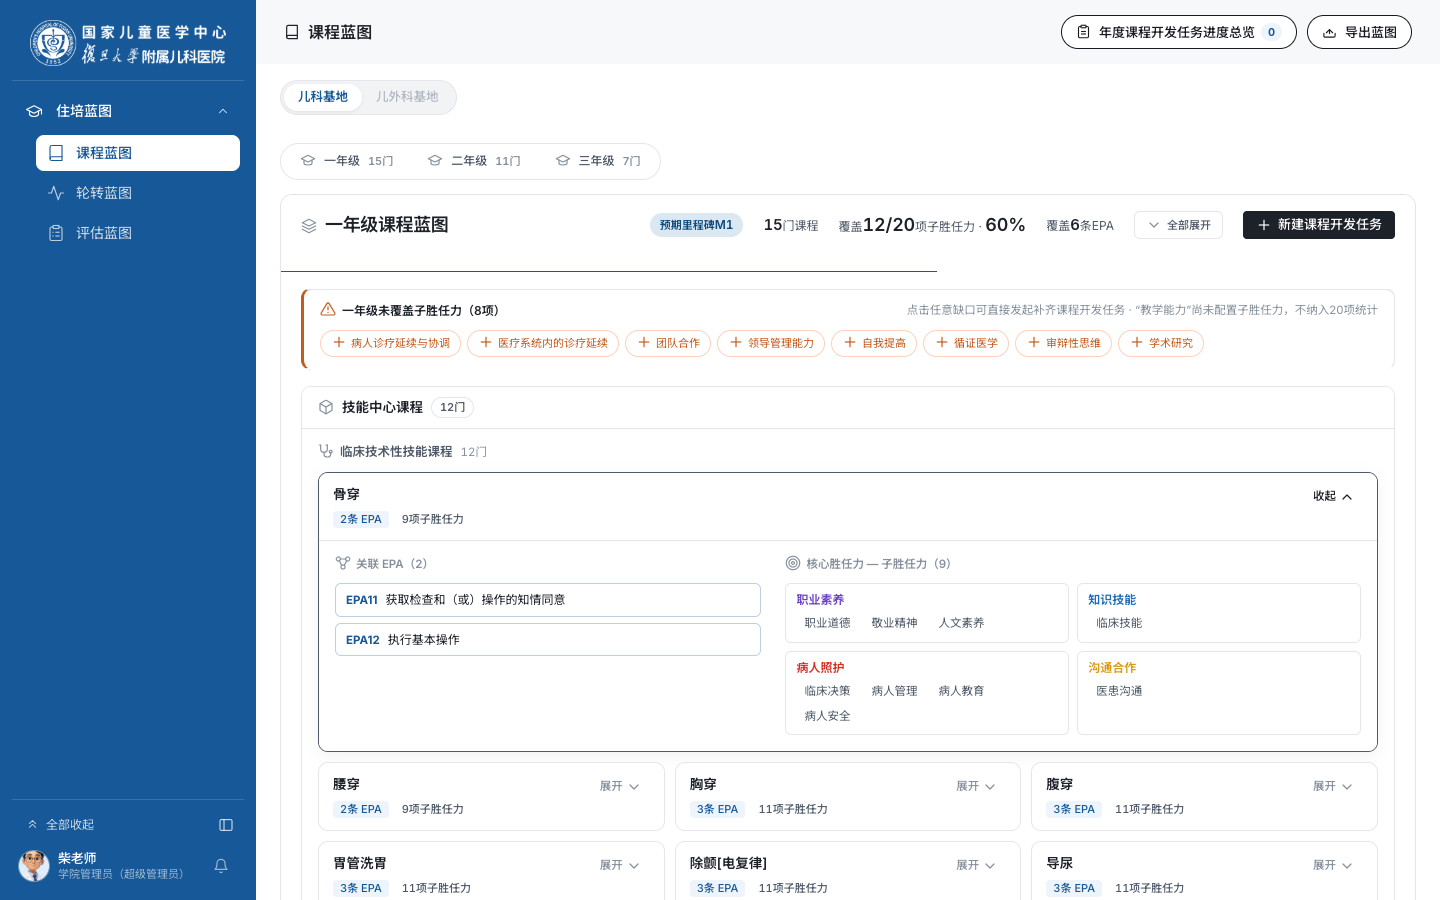 国家儿童医学中心
復旦大学附属儿科医院
住培蓝图
课程蓝图
轮转蓝图
评估蓝图
全部收起
柴老师
学院管理员（超级管理员）
课程蓝图
年度课程开发任务进度总览 0
导出蓝图
儿科基地 儿外科基地
一年级 15门 二年级 11门 三年级 7门
一年级课程蓝图 预期里程碑M1 15门课程 覆盖12/20项子胜任力 · 60% 覆盖6条EPA 全部展开 新建课程开发任务
一年级未覆盖子胜任力（8项） 点击任意缺口可直接发起补齐课程开发任务 · “教学能力”尚未配置子胜任力，不纳入20项统计
病人诊疗延续与协调 医疗系统内的诊疗延续 团队合作 领导管理能力 自我提高 循证医学 审辩性思维 学术研究
技能中心课程 12门
临床技术性技能课程 12门
骨穿 收起
2条 EPA 9项子胜任力
关联 EPA（2） 核心胜任力 — 子胜任力（9）
EPA11 获取检查和（或）操作的知情同意
EPA12 执行基本操作
职业素养
职业道德 敬业精神 人文素养
知识技能
临床技能
病人照护
临床决策 病人管理 病人教育
病人安全
沟通合作
医患沟通
腰穿 展开
2条 EPA 9项子胜任力
胸穿 展开
3条 EPA 11项子胜任力
腹穿 展开
3条 EPA 11项子胜任力
胃管洗胃 展开
3条 EPA 11项子胜任力
除颤[电复律] 展开
3条 EPA 11项子胜任力
导尿 展开
3条 EPA 11项子胜任力